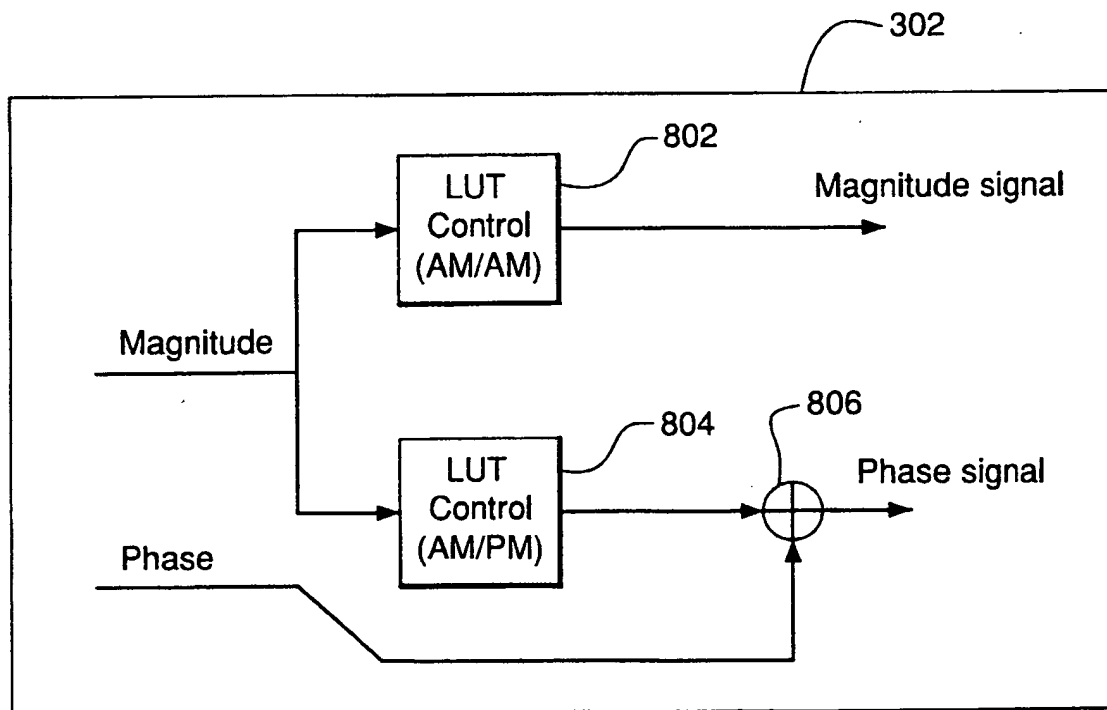 302
802
LUT
Control
(AM/AM)
Magnitude signal
Magnitude
804
LUT
Control
(AM/PM)
806
Phase signal
Phase